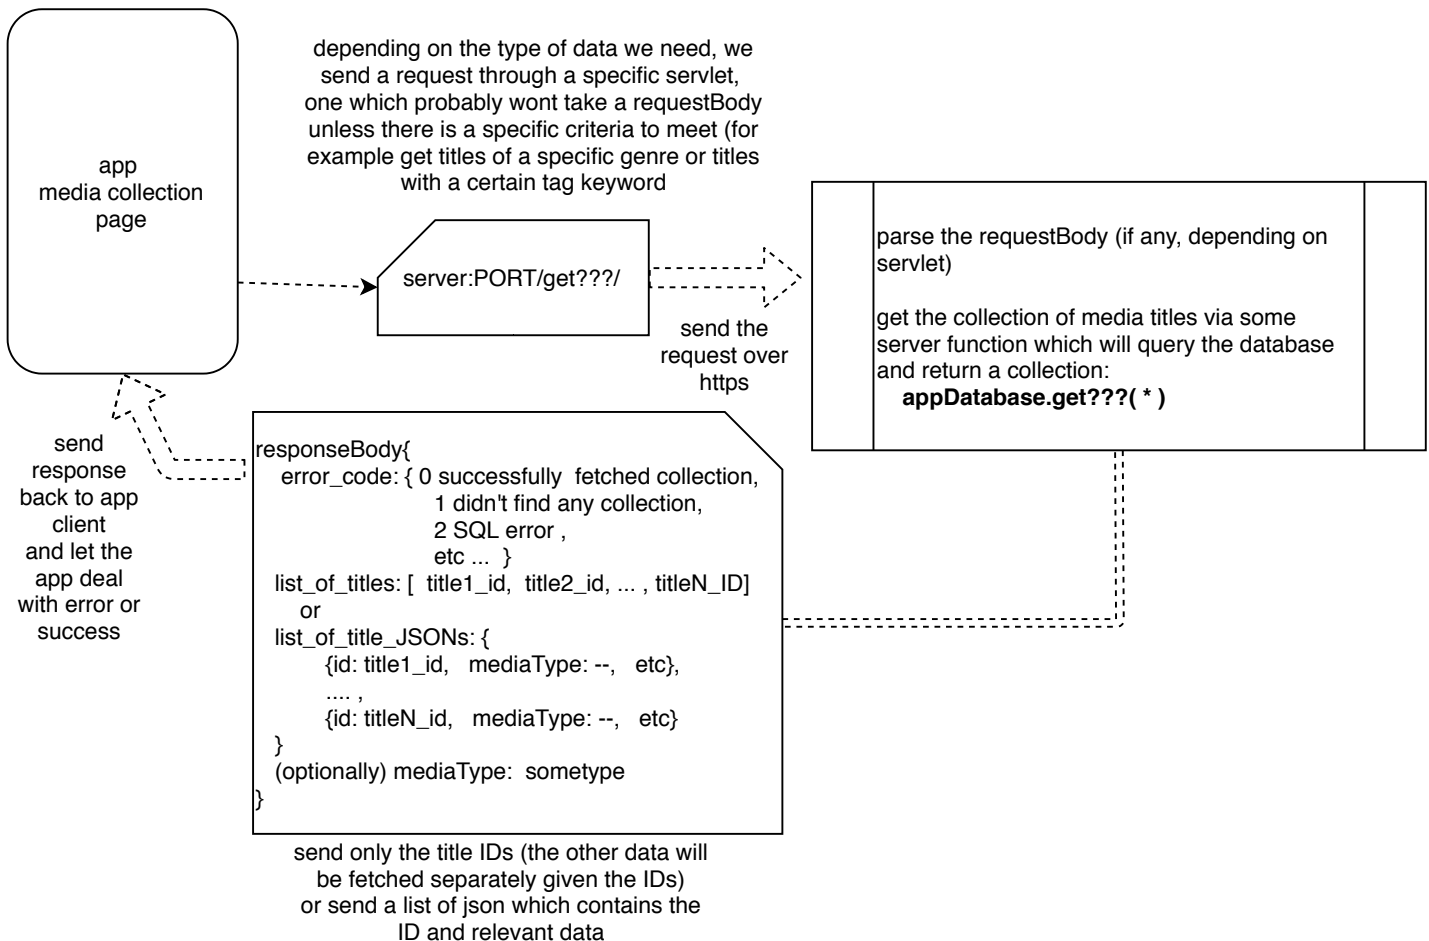 app
media collection
page
depending on the type of data we need, we
send a request through a specific servlet,
one which probably wont take a requestBody
unless there is a specific criteria to meet (for
example get titles of a specific genre or titles
with a certain tag keyword
server:PORT/get???/
send the
request over
https
parse the requestBody (if any, depending on
servlet)
get the collection of media titles via some
server function which will query the database
and return a collection:
appDatabase.get???( * )
send
response
back to app
client
and let the
app deal
with error or
success
responseBody{
error_code: { 0 successfully fetched collection,
1 didn't find any collection,
2 SQL error ,
etc ... }
list_of_titles: [ title1_id, title2_id, ... , titleN_ID]
or
list_of_title_JSONs: {
{id: title1_id, mediaType: --, etc},
.... ,
{id: titleN_id, mediaType: --, etc}
}
(optionally) mediaType: sometype
}
send only the title IDs (the other data will
be fetched separately given the IDs)
or send a list of json which contains the
ID and relevant data